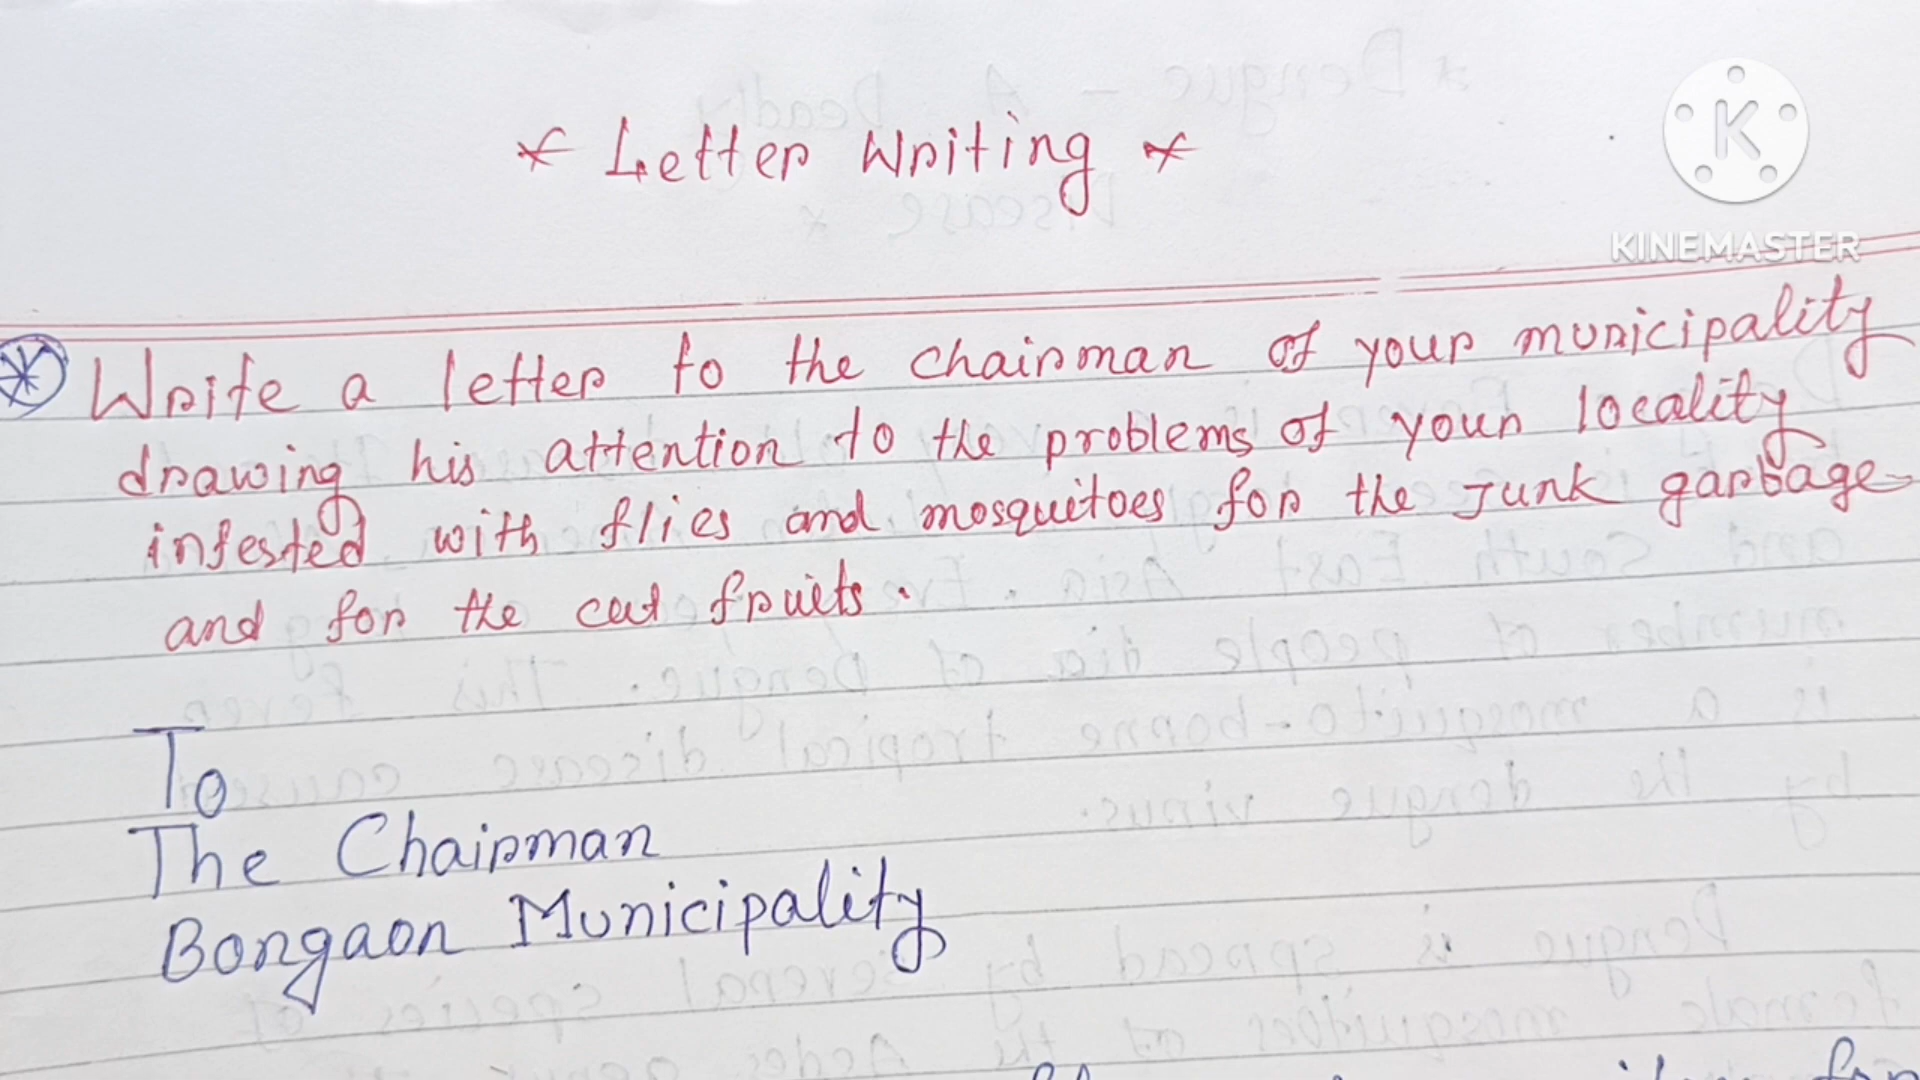 * Letter Writing *
KINEMASTER
* Write a letter to the chairman of your municipality
drawing his attention to the problems of your locality
infested with flies and mosquitoes for the Junk garbage
and for the cut fruits.
To
The Chairman
Bongaon Municipality